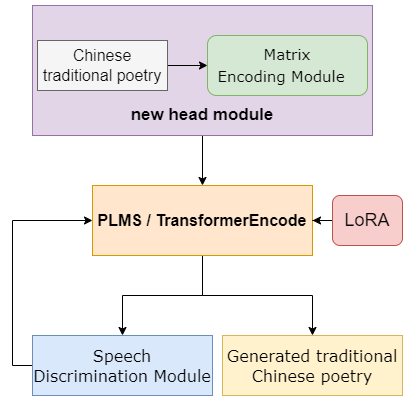 Chinese
traditional poetry
Matrix
Encoding Module
new head module
PLMS / TransformerEncode
LoRA
Speech
Discrimination Module
Generated traditional
Chinese poetry